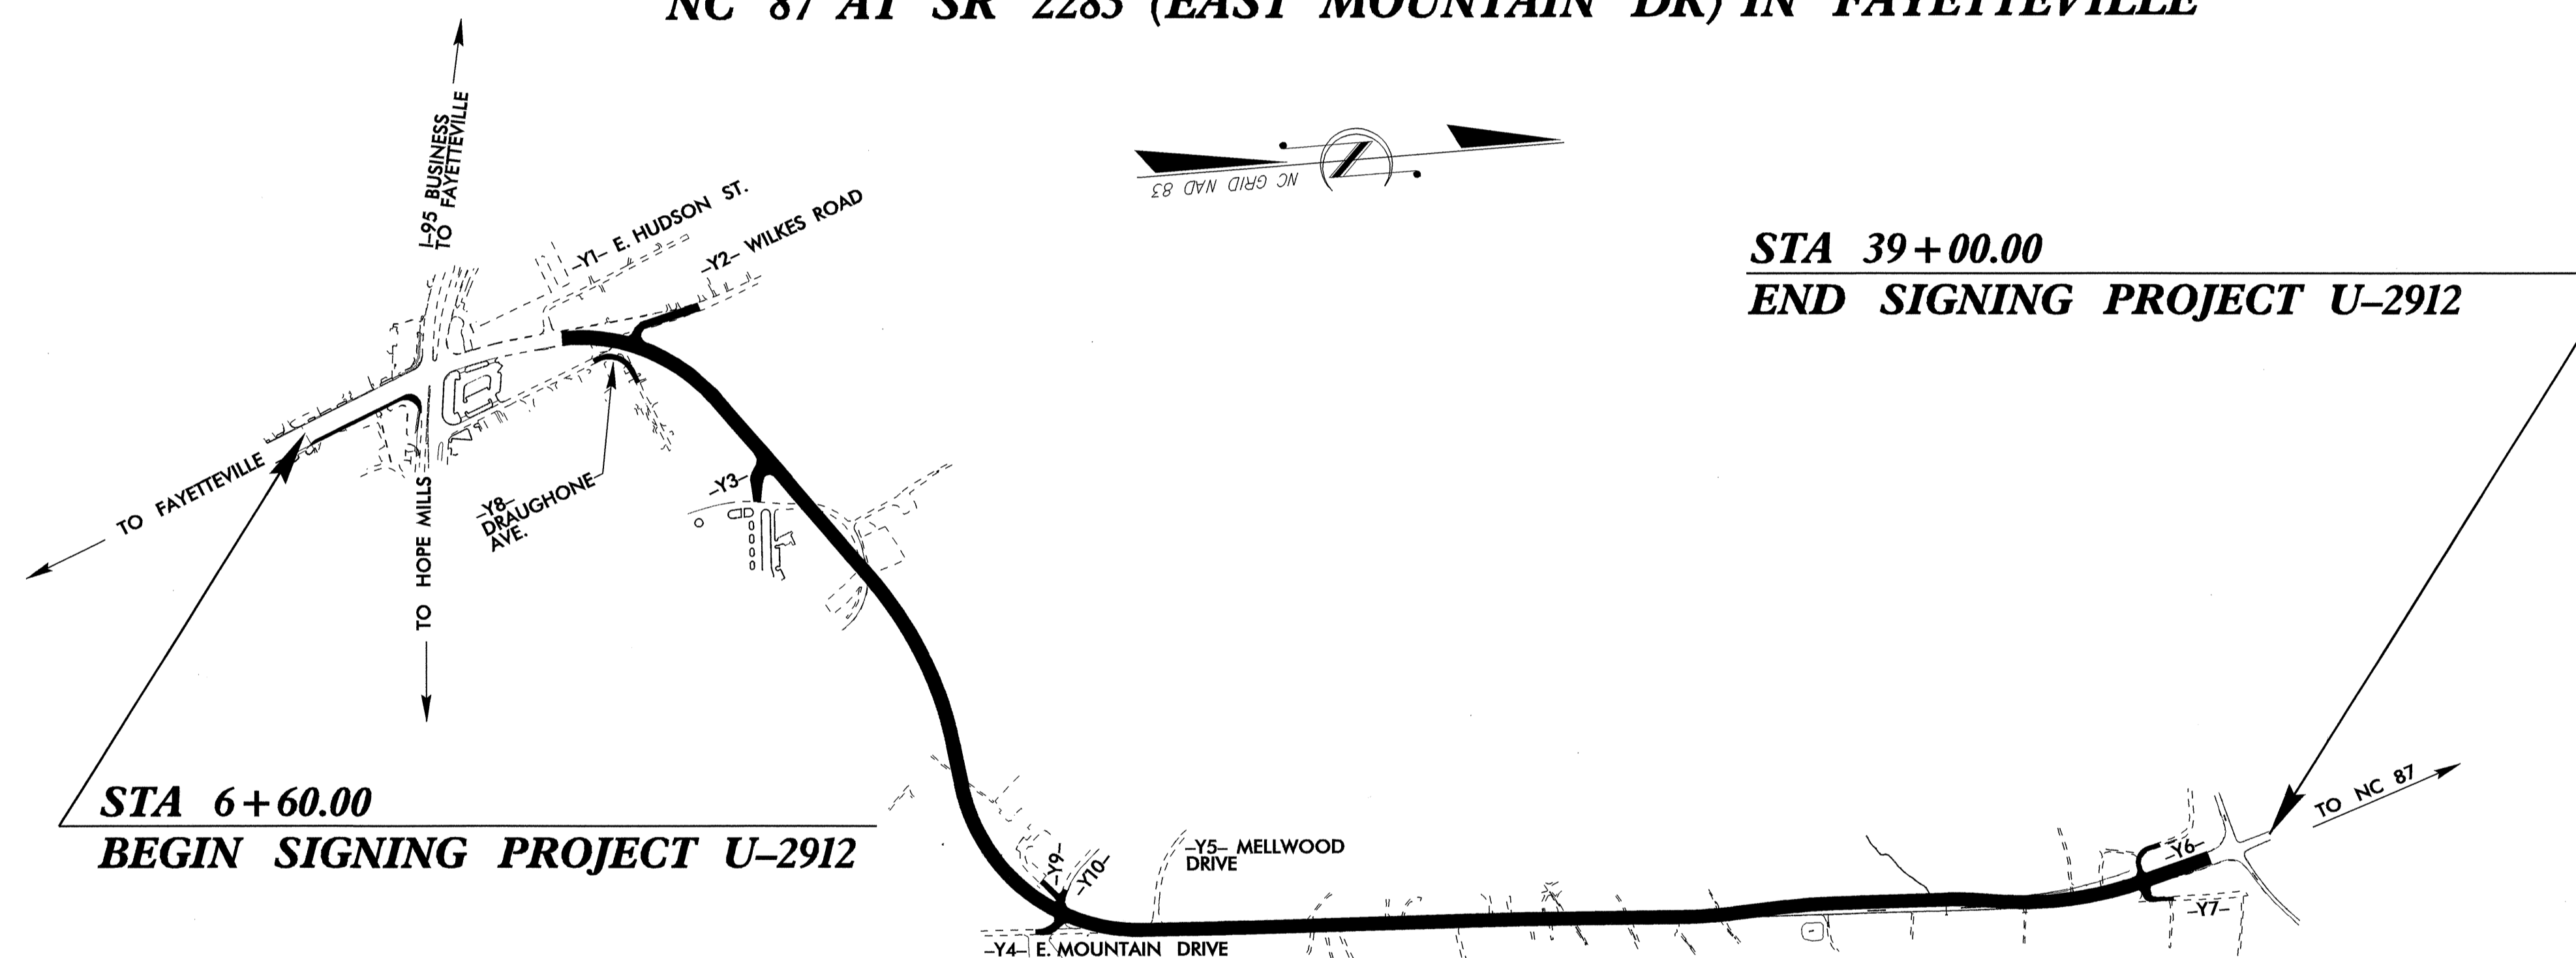 NC 87 AT SR 2283 (EAST MOUNTAIN DR) IN FAYETTEVILLE
I-95 BUSINESS
TO FAYETTEVILLE
-Y1- E. HUDSON ST.
-Y2- WILKES ROAD
NC GRID NAD 83
STA 39+00.00
END SIGNING PROJECT U-2912
TO FAYETTEVILLE
TO HOPE MILLS
-Y8-
DRAUGHONE
AVE.
-Y3-
STA 6+60.00
BEGIN SIGNING PROJECT U-2912
-Y9-
-Y10-
-Y5- MELLWOOD
DRIVE
-Y4- E. MOUNTAIN DRIVE
-Y6-
-Y7-
TO NC 87